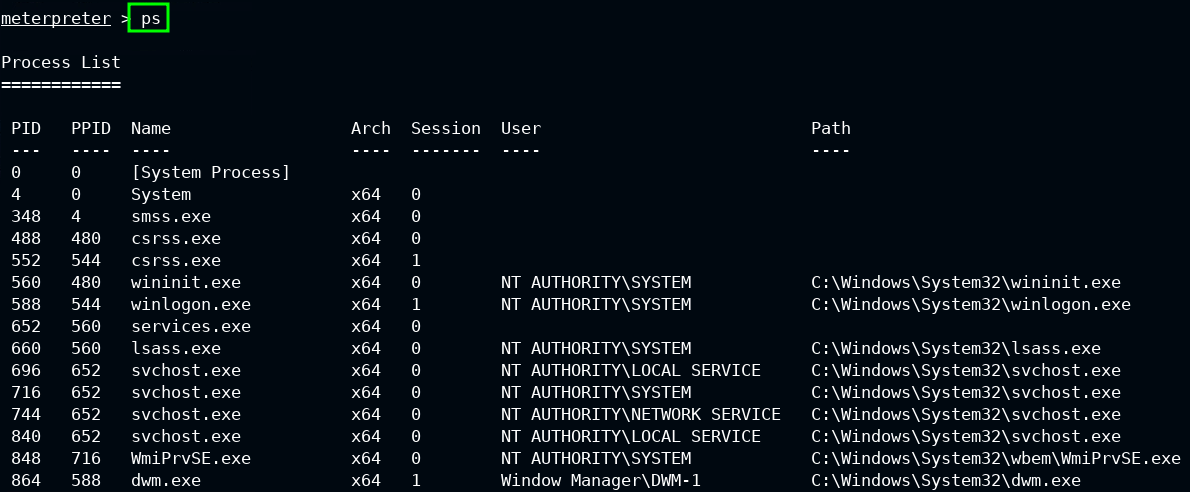 meterpreter > ps
Process List
============
PID PPID Name Arch Session User Path
--- ---- ---- ---- ------- ---- ----
0 0 [System Process]
4 0 System x64 0
348 4 smss.exe x64 0
488 480 csrss.exe x64 0
552 544 csrss.exe x64 1
560 480 wininit.exe x64 0 NT AUTHORITY\SYSTEM C:\Windows\System32\wininit.exe
588 544 winlogon.exe x64 1 NT AUTHORITY\SYSTEM C:\Windows\System32\winlogon.exe
652 560 services.exe x64 0
660 560 lsass.exe x64 0 NT AUTHORITY\SYSTEM C:\Windows\System32\lsass.exe
696 652 svchost.exe x64 0 NT AUTHORITY\LOCAL SERVICE C:\Windows\System32\svchost.exe
716 652 svchost.exe x64 0 NT AUTHORITY\SYSTEM C:\Windows\System32\svchost.exe
744 652 svchost.exe x64 0 NT AUTHORITY\NETWORK SERVICE C:\Windows\System32\svchost.exe
840 652 svchost.exe x64 0 NT AUTHORITY\LOCAL SERVICE C:\Windows\System32\svchost.exe
848 716 WmiPrvSE.exe x64 0 NT AUTHORITY\SYSTEM C:\Windows\System32\wbem\WmiPrvSE.exe
864 588 dwm.exe x64 1 Window Manager\DWM-1 C:\Windows\System32\dwm.exe